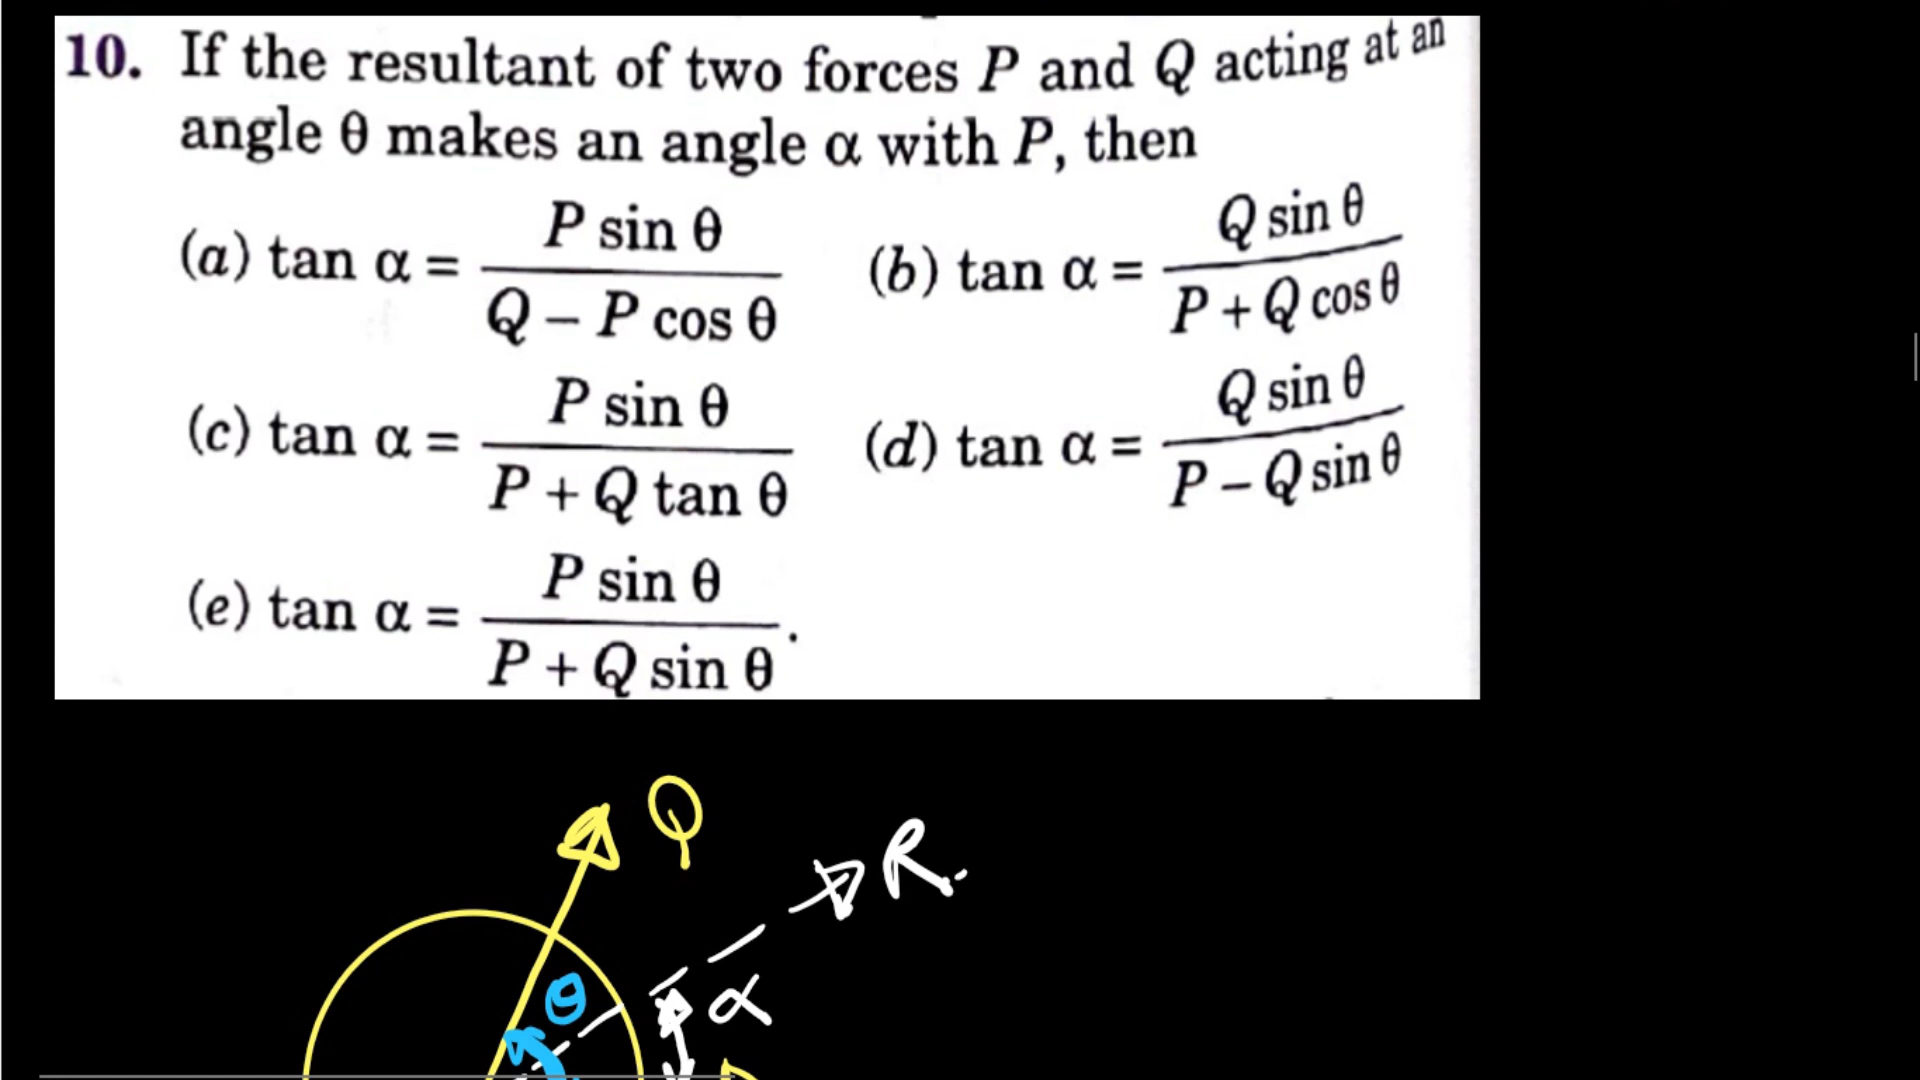 10. If the resultant of two forces P and Q acting at an
angle θ makes an angle α with P, then
(a) tan α = P sin θ / Q – P cos θ (b) tan α = Q sin θ / P + Q cos θ
(c) tan α = P sin θ / P + Q tan θ (d) tan α = Q sin θ / P – Q sin θ
(e) tan α = P sin θ / P + Q sin θ .
Q
R.
θ
α